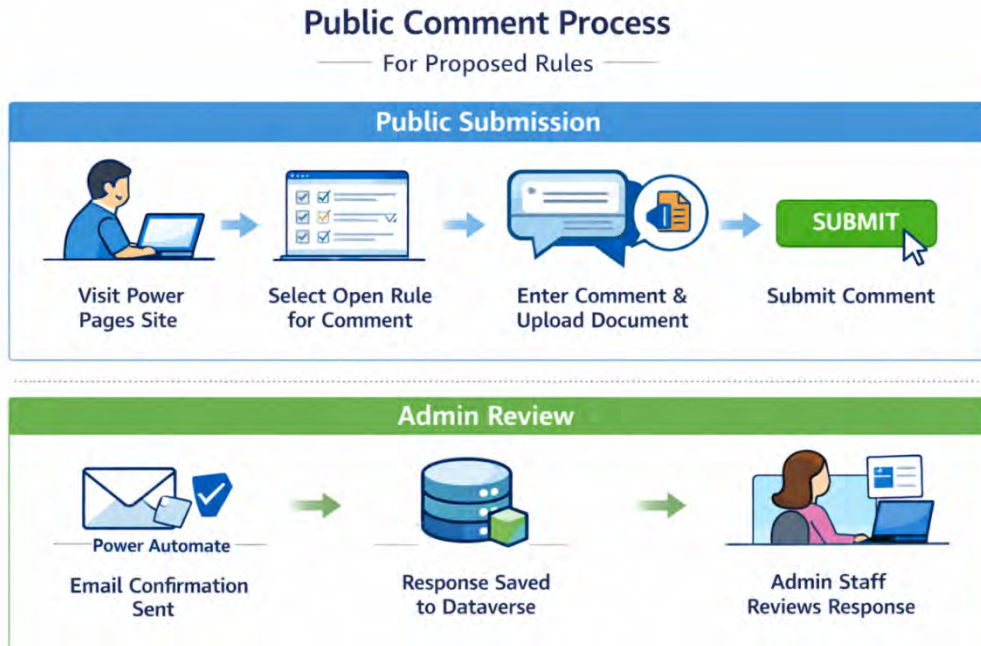 Public Comment Process
For Proposed Rules
Public Submission
Visit Power
Pages Site
Select Open Rule
for Comment
Enter Comment &
Upload Document
SUBMIT
Submit Comment
Admin Review
Power Automate
Email Confirmation
Sent
Response Saved
to Dataverse
Admin Staff
Reviews Response